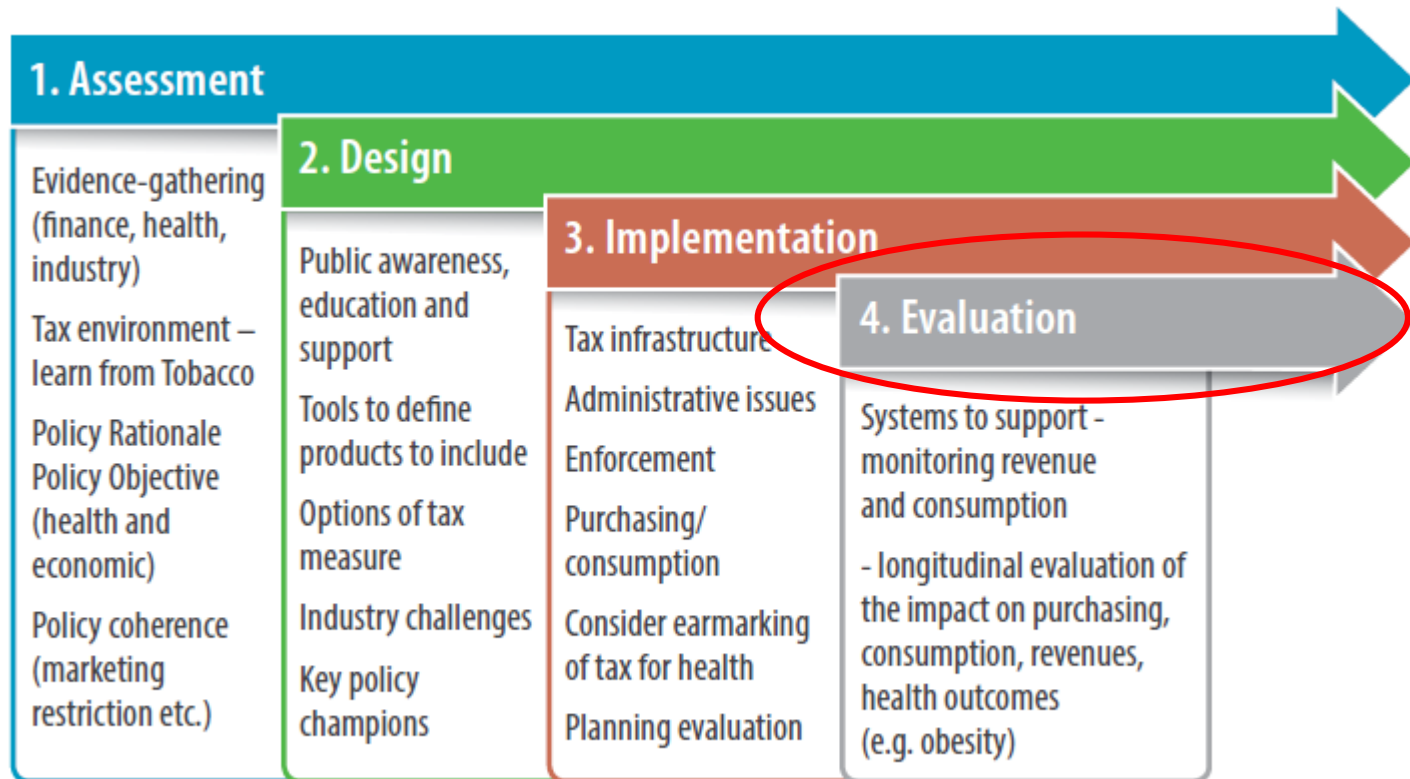 1. Assessment
Evidence-gathering
(finance, health,
industry)
Tax environment –
learn from Tobacco
Policy Rationale
Policy Objective
(health and
economic)
Policy coherence
(marketing
restriction etc.)
2. Design
Public awareness,
education and
support
Tools to define
products to include
Options of tax
measure
Industry challenges
Key policy
champions
3. Implementation
Tax infrastructure
Administrative issues
Enforcement
Purchasing/
consumption
Consider earmarking
of tax for health
Planning evaluation
4. Evaluation
Systems to support -
monitoring revenue
and consumption
- longitudinal evaluation of
the impact on purchasing,
consumption, revenues,
health outcomes
(e.g. obesity)